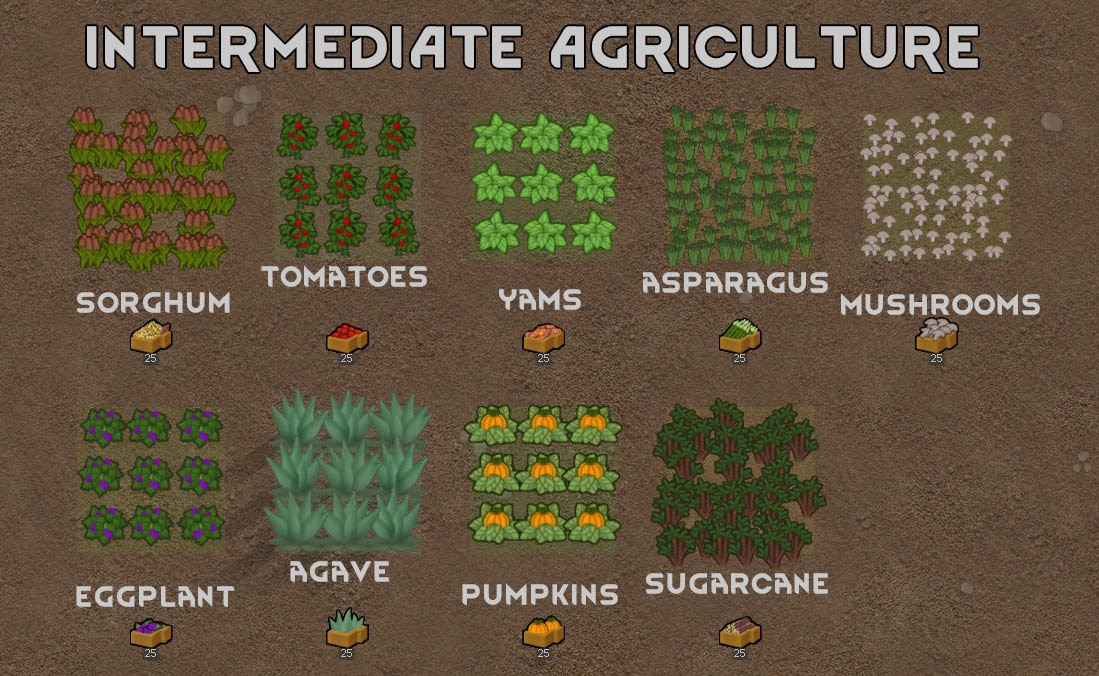 INTERMEDIATE AGRICULTURE
SORGHUM
TOMATOES
YAMS
ASPARAGUS
MUSHROOMS
25
25
25
25
25
EGGPLANT
AGAVE
PUMPKINS
SUGARCANE
25
25
25
25